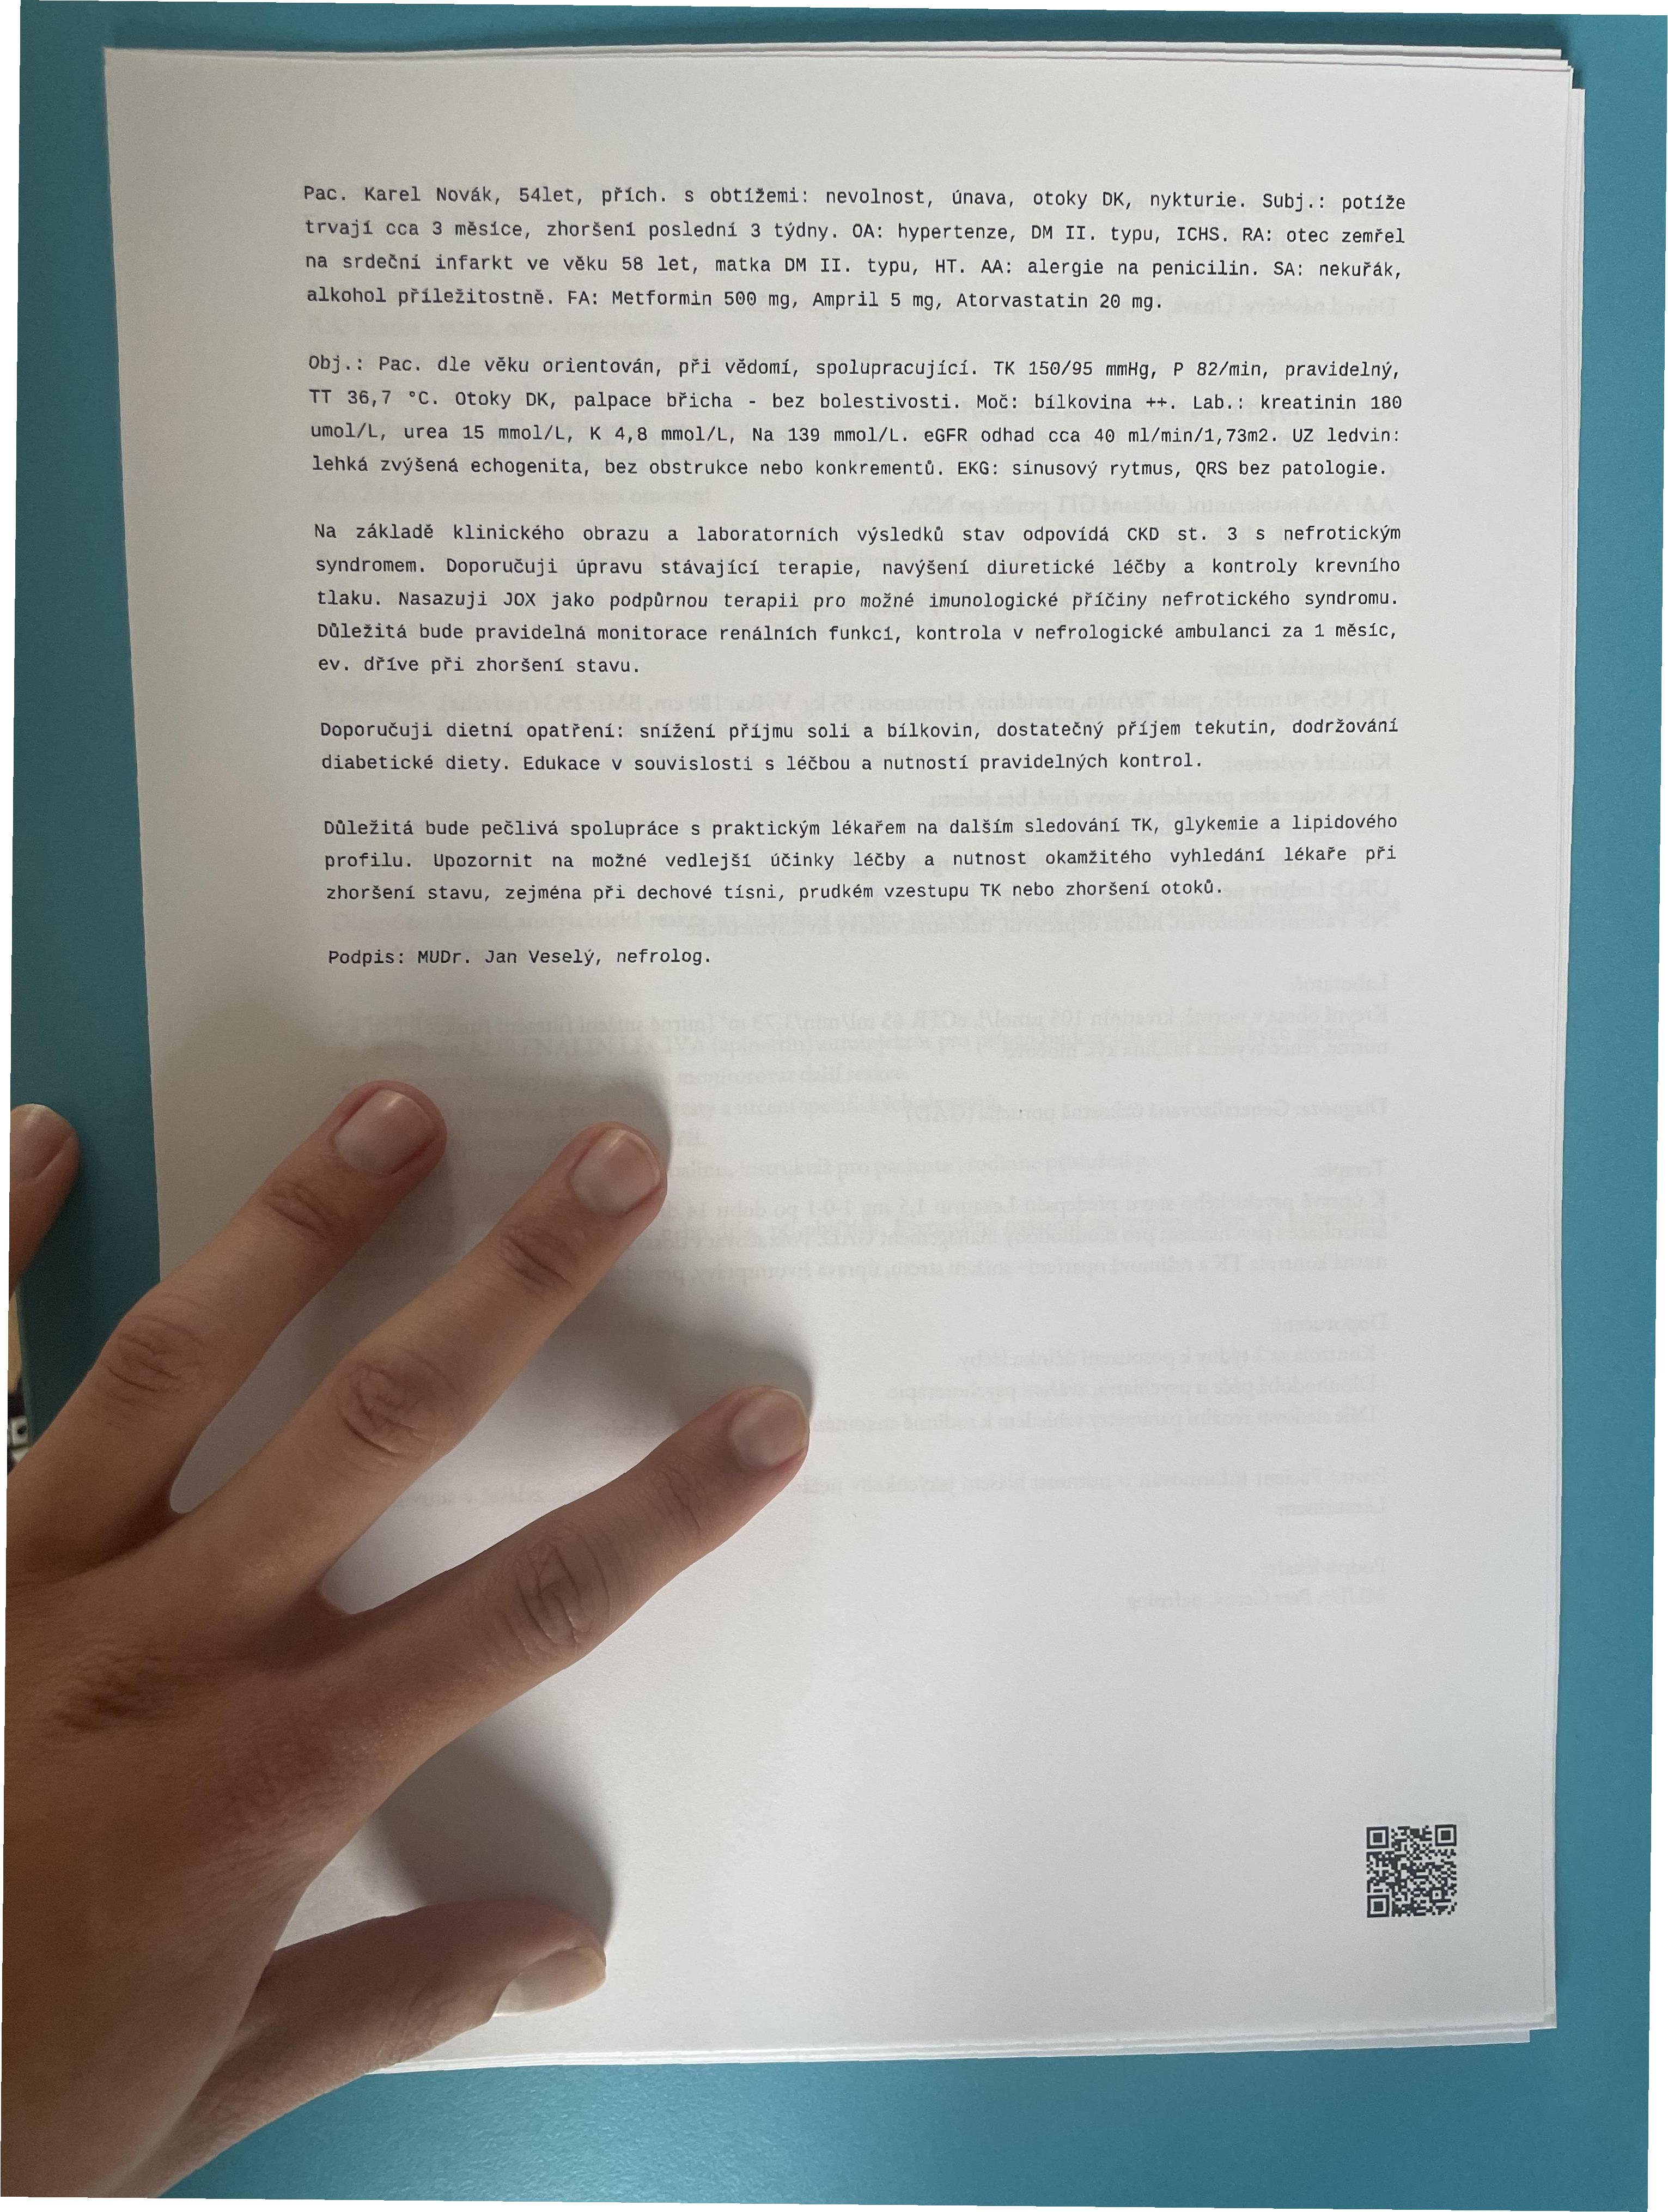 Pac. Karel Novák, 54let, přích. s obtížemi: nevolnost, únava, otoky DK, nykturie. Subj.: potíže
trvají cca 3 měsíce, zhoršení poslední 3 týdny. OA: hypertenze, DM II. typu, ICHS. RA: otec zemřel
na srdeční infarkt ve věku 58 let, matka DM II. typu, HT. AA: alergie na penicilin. SA: nekuřák,
alkohol příležitostně. FA: Metformin 500 mg, Ampril 5 mg, Atorvastatin 20 mg.
Obj.: Pac. dle věku orientován, při vědomí, spolupracující. TK 150/95 mmHg, P 82/min, pravidelný,
TT 36,7 °C. Otoky DK, palpace břicha - bez bolestivosti. Moč: bílkovina ++. Lab.: kreatinin 180
umol/L, urea 15 mmol/L, K 4,8 mmol/L, Na 139 mmol/L. eGFR odhad cca 40 ml/min/1,73m2. UZ ledvin:
lehká zvýšená echogenita, bez obstrukce nebo konkrementů. EKG: sinusový rytmus, QRS bez patologie.
Na základě klinického obrazu a laboratorních výsledků stav odpovídá CKD st. 3 s nefrotickým
syndromem. Doporučuji úpravu stávající terapie, navýšení diuretické léčby a kontroly krevního
tlaku. Nasazuji JOX jako podpůrnou terapii pro možné imunologické příčiny nefrotického syndromu.
Důležitá bude pravidelná monitorace renálních funkcí, kontrola v nefrologické ambulanci za 1 měsíc,
ev. dříve při zhoršení stavu.
Doporučuji dietní opatření: snížení příjmu soli a bílkovin, dostatečný příjem tekutin, dodržování
diabetické diety. Edukace v souvislosti s léčbou a nutností pravidelných kontrol.
Důležitá bude pečlivá spolupráce s praktickým lékařem na dalším sledování TK, glykemie a lipidového
profilu. Upozornit na možné vedlejší účinky léčby a nutnost okamžitého vyhledání lékaře při
zhoršení stavu, zejména při dechové tísni, prudkém vzestupu TK nebo zhoršení otoků.
Podpis: MUDr. Jan Veselý, nefrolog.